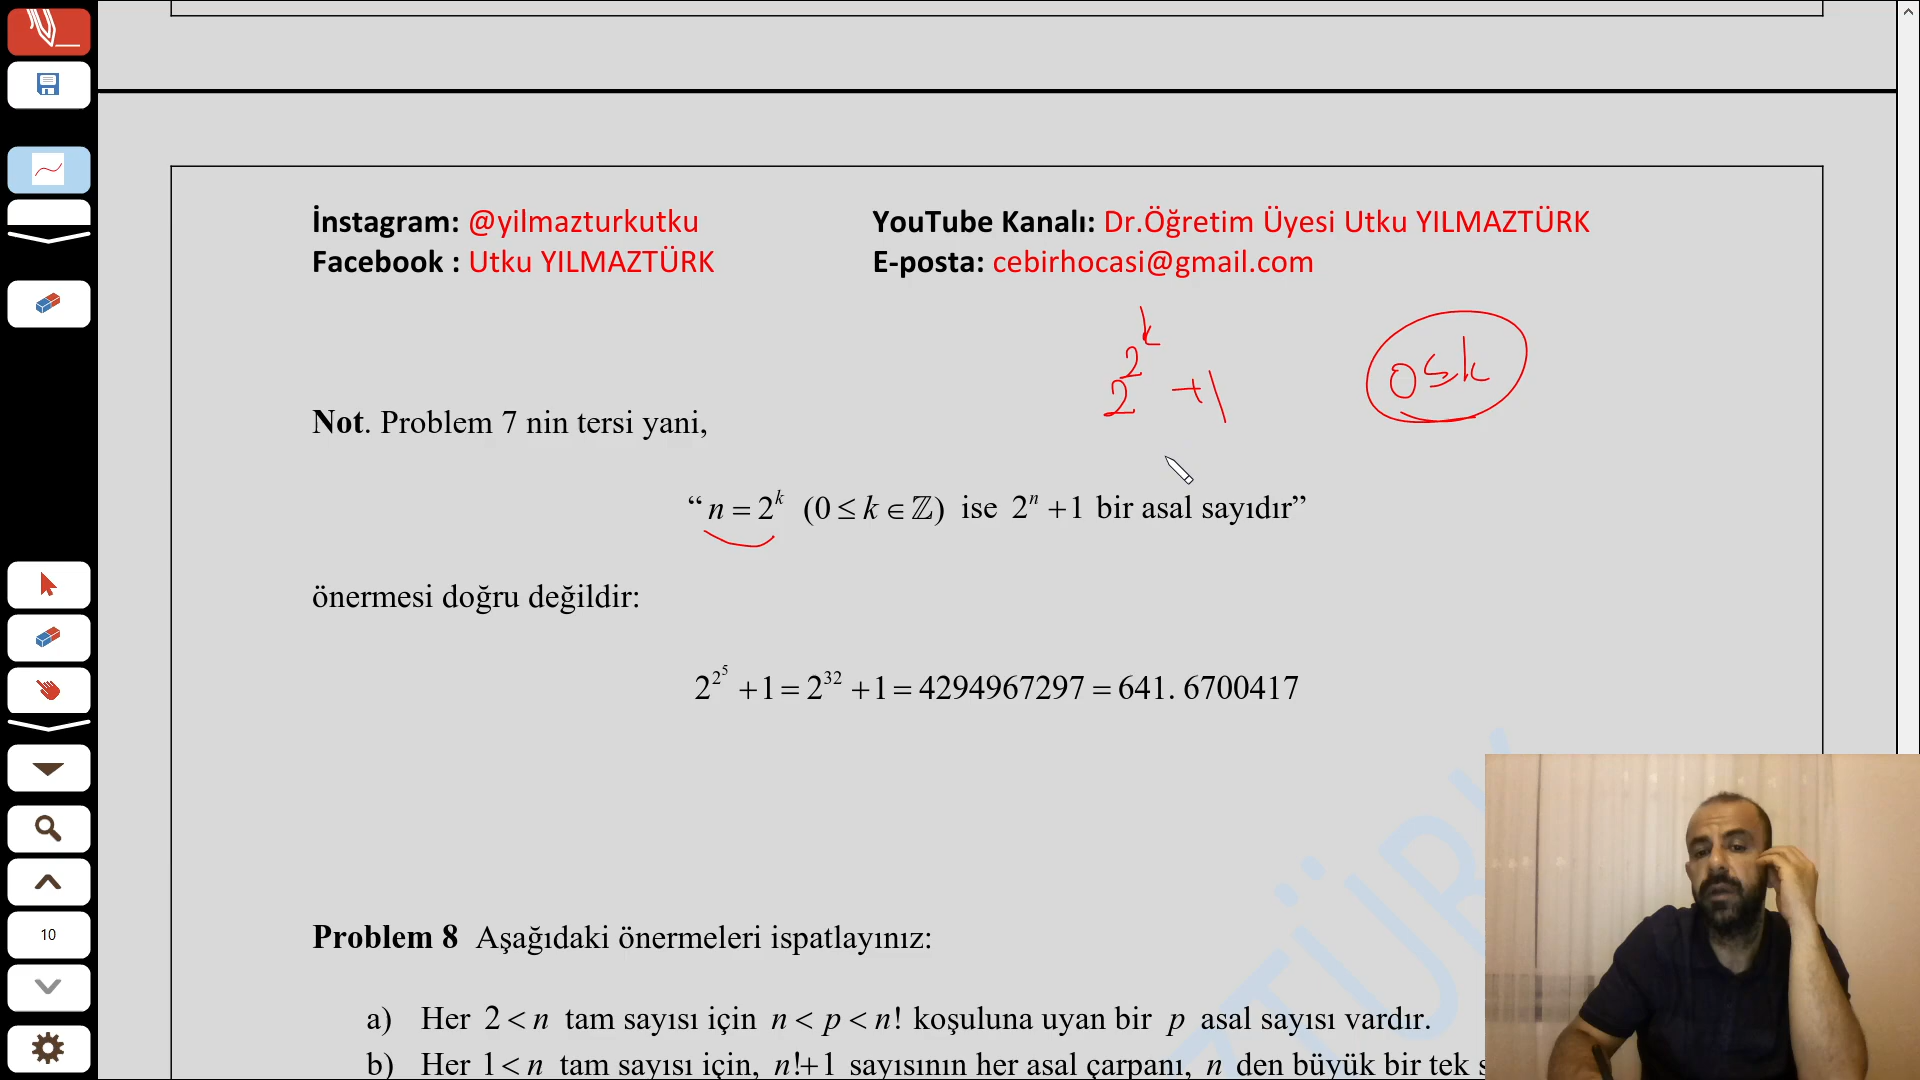 İnstagram: @yilmazturkutku YouTube Kanalı: Dr.Öğretim Üyesi Utku YILMAZTÜRK
Facebook : Utku YILMAZTÜRK E-posta: cebirhocasi@gmail.com
2^{2^k} +1 0≤k
Not. Problem 7 nin tersi yani,
“ n = 2^k (0 ≤ k ∈ ℤ) ise 2^n +1 bir asal sayıdır”
önermesi doğru değildir:
2^{2^5} +1 = 2^{32} +1 = 4294967297 = 641. 6700417
Problem 8 Aşağıdaki önermeleri ispatlayınız:
a) Her 2 < n tam sayısı için n < p < n! koşuluna uyan bir p asal sayısı vardır.
b) Her 1 < n tam sayısı için, n!+1 sayısının her asal çarpanı, n den büyük bir tek s
10